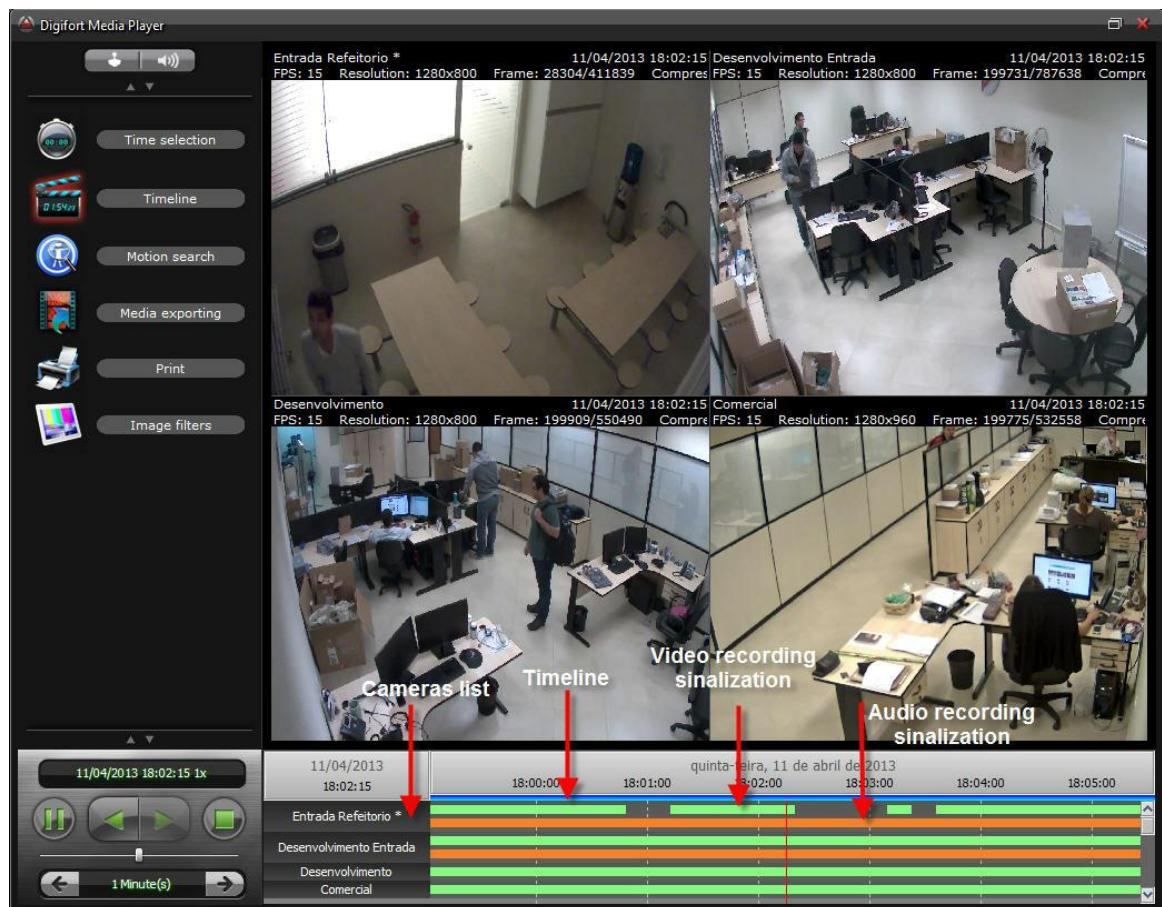 Digifort Media Player
Time selection
Timeline
Motion search
Media exporting
Print
Image filters
Entrada Refeitorio * 11/04/2013 18:02:15
FPS: 15 Resolution: 1280x800 Frame: 28304/411839 Compres
Desenvolvimento Entrada 11/04/2013 18:02:15
FPS: 15 Resolution: 1280x800 Frame: 199731/787638 Compre
Desenvolvimento 11/04/2013 18:02:15
FPS: 15 Resolution: 1280x800 Frame: 199909/550490 Compre
Comercial 11/04/2013 18:02:15
FPS: 15 Resolution: 1280x960 Frame: 199775/532558 Compre
Cameras list
Timeline
Video recording
sinalization
Audio recording
sinalization
11/04/2013 18:02:15 1x
1 Minute(s)
11/04/2013
18:02:15
quinta-feira, 11 de abril de 2013
18:00:00 18:01:00 18:02:00 18:03:00 18:04:00 18:05:00
Entrada Refeitorio *
Desenvolvimento Entrada
Desenvolvimento
Comercial